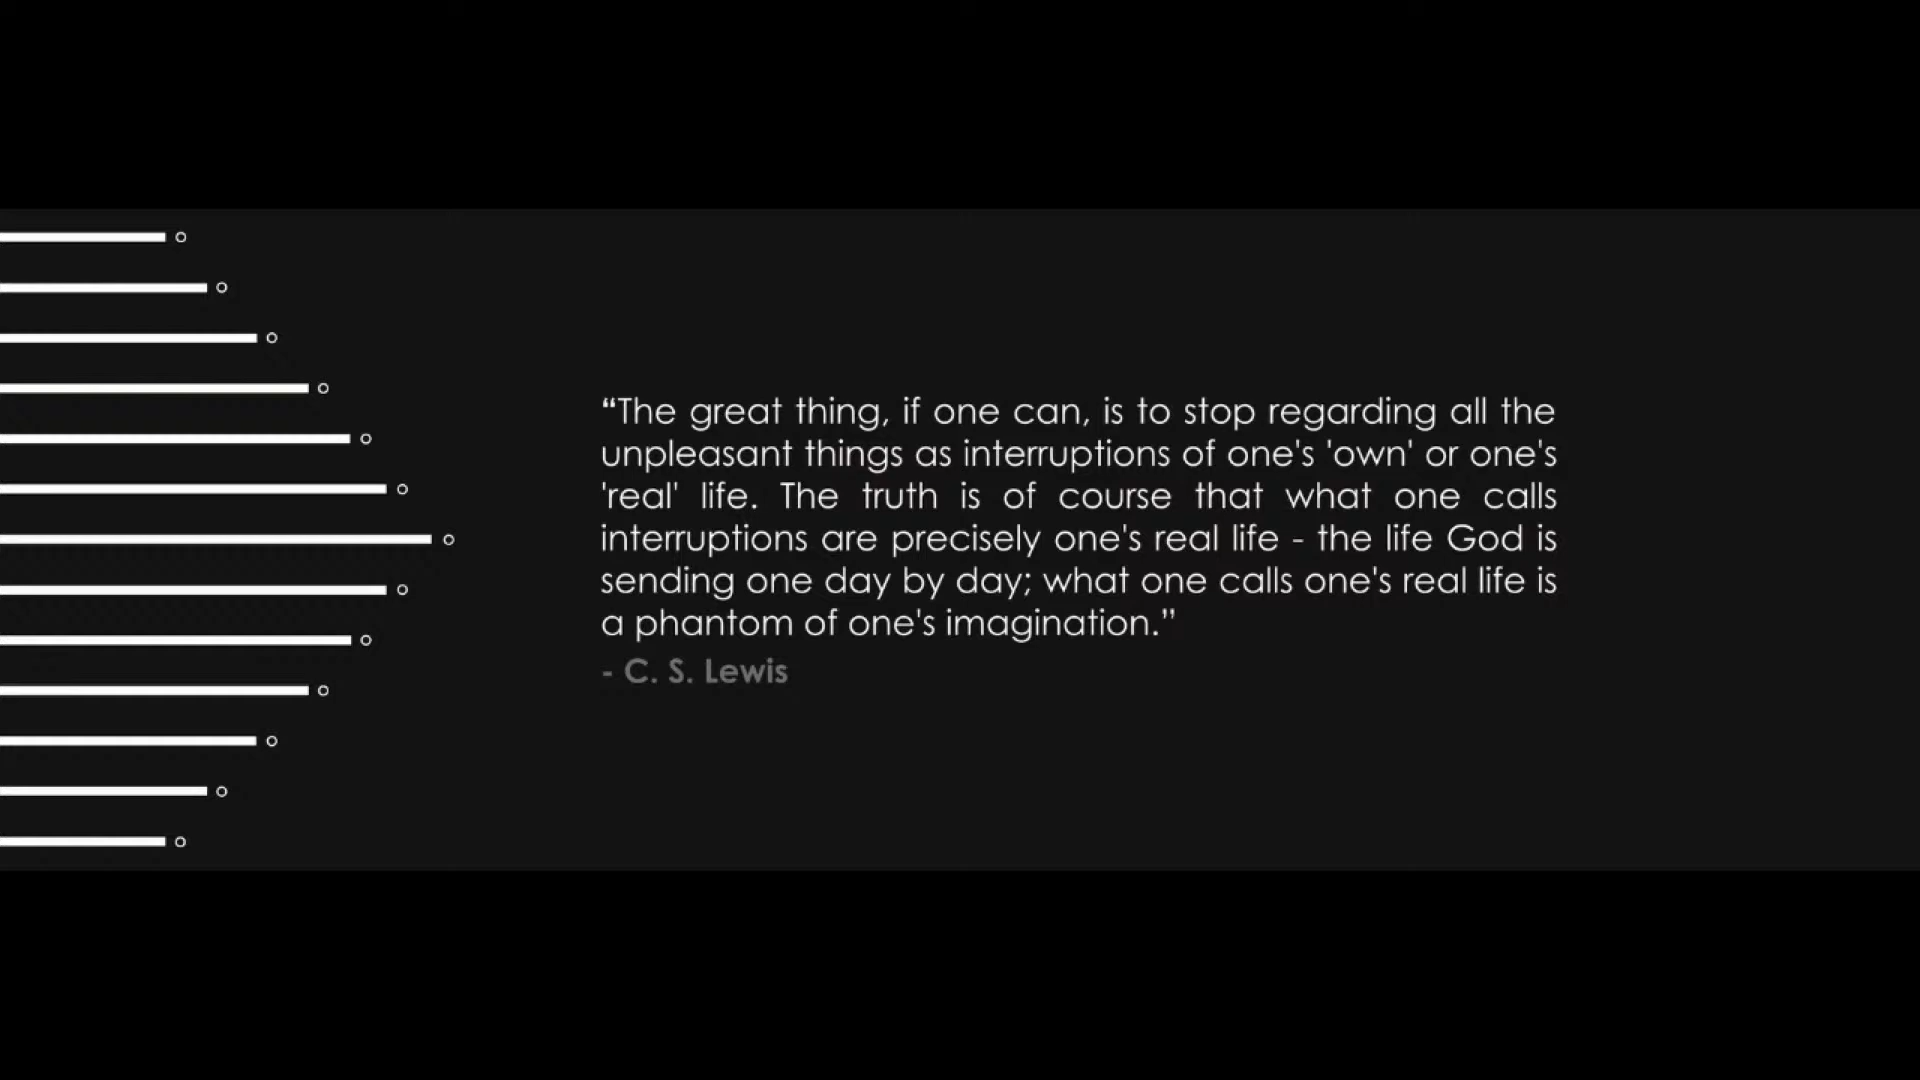 “The great thing, if one can, is to stop regarding all the
unpleasant things as interruptions of one's 'own' or one's
'real' life. The truth is of course that what one calls
interruptions are precisely one's real life - the life God is
sending one day by day; what one calls one's real life is
a phantom of one's imagination.”
- C. S. Lewis